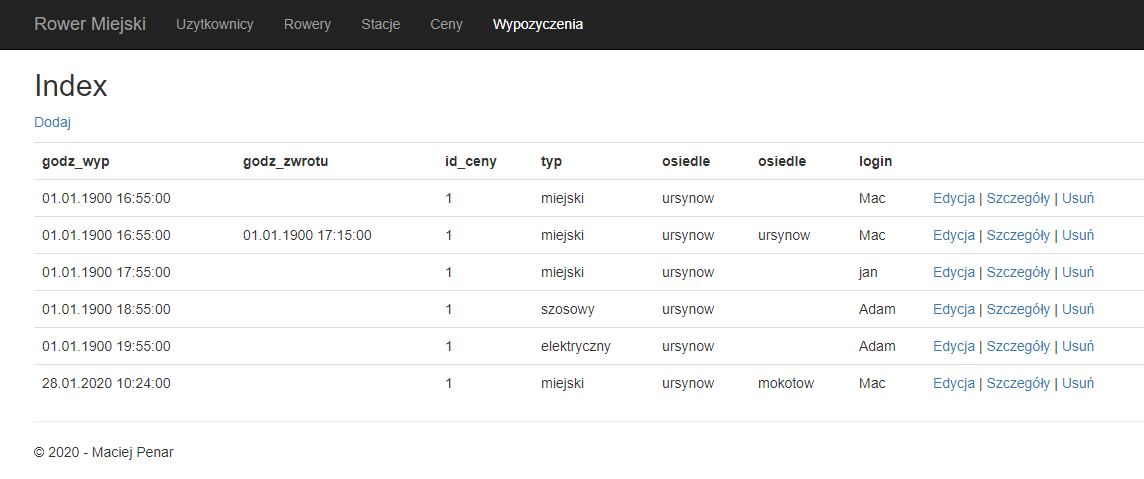 Rower Miejski Uzytkownicy Rowery Stacje Ceny Wypozyczenia
Index
Dodaj
godz_wyp godz_zwrotu id_ceny typ osiedle osiedle login
01.01.1900 16:55:00 1 miejski ursynow Mac Edycja | Szczegóły | Usuń
01.01.1900 16:55:00 01.01.1900 17:15:00 1 miejski ursynow ursynow Mac Edycja | Szczegóły | Usuń
01.01.1900 17:55:00 1 miejski ursynow jan Edycja | Szczegóły | Usuń
01.01.1900 18:55:00 1 szosowy ursynow Adam Edycja | Szczegóły | Usuń
01.01.1900 19:55:00 1 elektryczny ursynow Adam Edycja | Szczegóły | Usuń
28.01.2020 10:24:00 1 miejski ursynow mokotow Mac Edycja | Szczegóły | Usuń
© 2020 - Maciej Penar